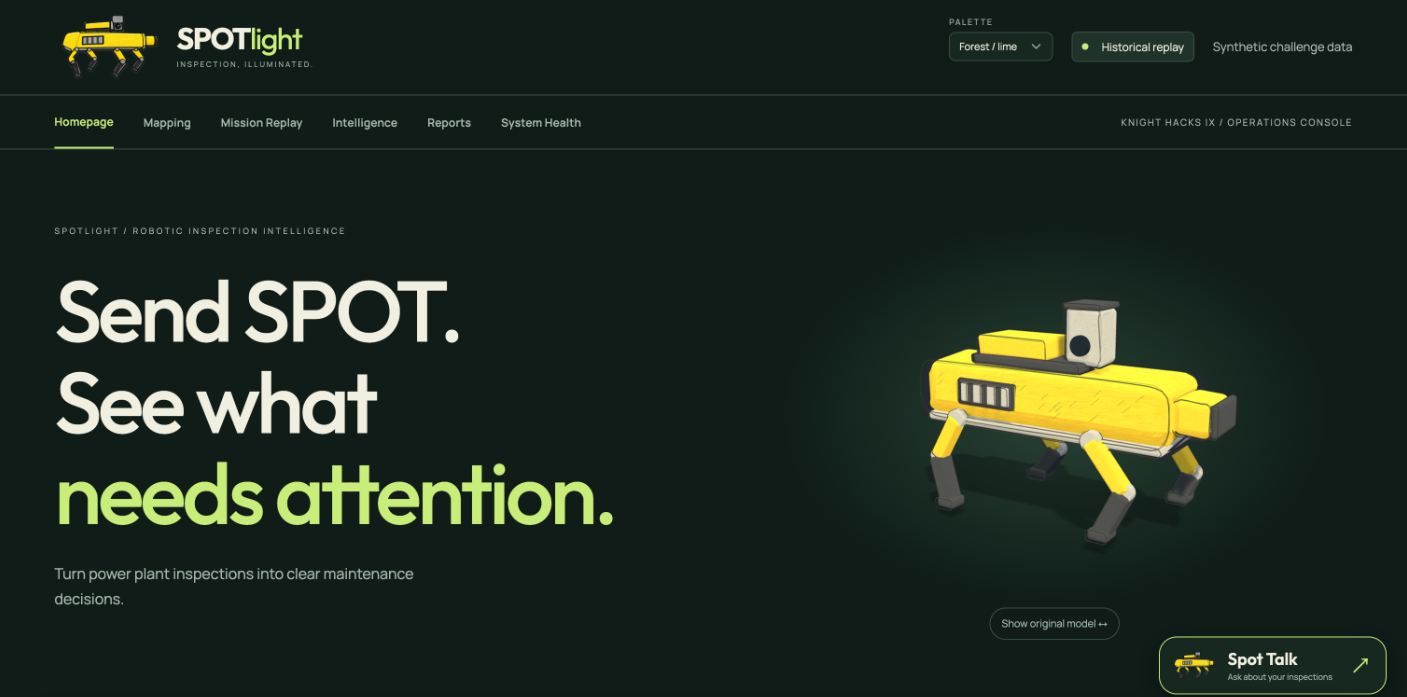 SPOTlight
INSPECTION, ILLUMINATED.
PALETTE
Forest / lime
Historical replay
Synthetic challenge data
Homepage
Mapping
Mission Replay
Intelligence
Reports
System Health
KNIGHT HACKS IX / OPERATIONS CONSOLE
SPOTLIGHT / ROBOTIC INSPECTION INTELLIGENCE
Send SPOT.
See what
needs attention.
Turn power plant inspections into clear maintenance
decisions.
Show original model ↔
Spot Talk
Ask about your inspections